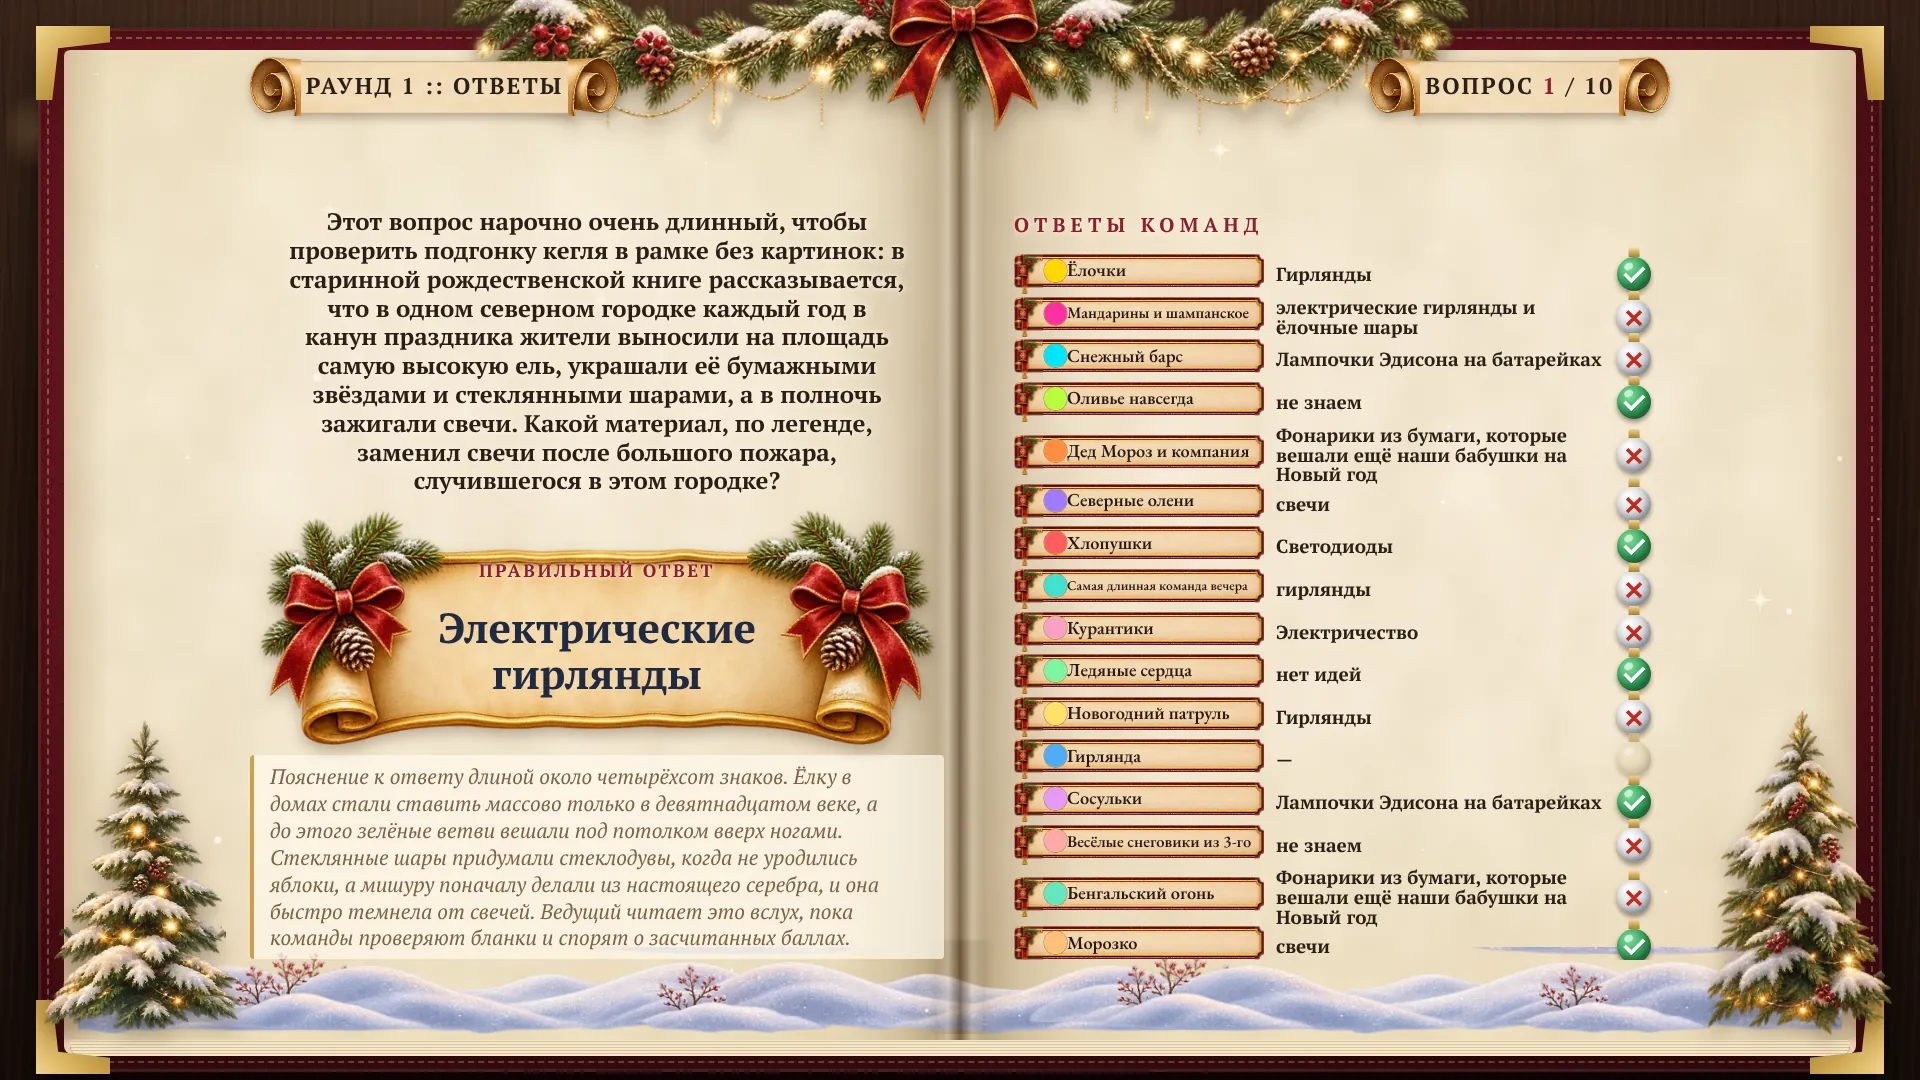 РАУНД 1 :: ОТВЕТЫ
ВОПРОС 1 / 10
Этот вопрос нарочно очень длинный, чтобы
проверить подгонку кегля в рамке без картинок: в
старинной рождественской книге рассказывается,
что в одном северном городке каждый год в
канун праздника жители выносили на площадь
самую высокую ель, украшали её бумажными
звёздами и стеклянными шарами, а в полночь
зажигали свечи. Какой материал, по легенде,
заменил свечи после большого пожара,
случившегося в этом городке?
ПРАВИЛЬНЫЙ ОТВЕТ
Электрические
гирлянды
Пояснение к ответу длиной около четырёхсот знаков. Ёлку в
домах стали ставить массово только в девятнадцатом веке, а
до этого зелёные ветви вешали под потолком вверх ногами.
Стеклянные шары придумали стеклодувы, когда не уродились
яблоки, а мишуру поначалу делали из настоящего серебра, и она
быстро темнела от свечей. Ведущий читает это вслух, пока
команды проверяют бланки и спорят о засчитанных баллах.
ОТВЕТЫ КОМАНД
Ёлочки Гирлянды
Мандарины и шампанское электрические гирлянды и
ёлочные шары
Снежный барс Лампочки Эдисона на батарейках
Оливье навсегда не знаем
Дед Мороз и компания Фонарики из бумаги, которые
вешали ещё наши бабушки на
Новый год
Северные олени свечи
Хлопушки Светодиоды
Самая длинная команда вечера гирлянды
Курантики Электричество
Ледяные сердца нет идей
Новогодний патруль Гирлянды
Гирлянда —
Сосульки Лампочки Эдисона на батарейках
Весёлые снеговики из 3-го не знаем
Бенгальский огонь Фонарики из бумаги, которые
вешали ещё наши бабушки на
Новый год
Морозко свечи